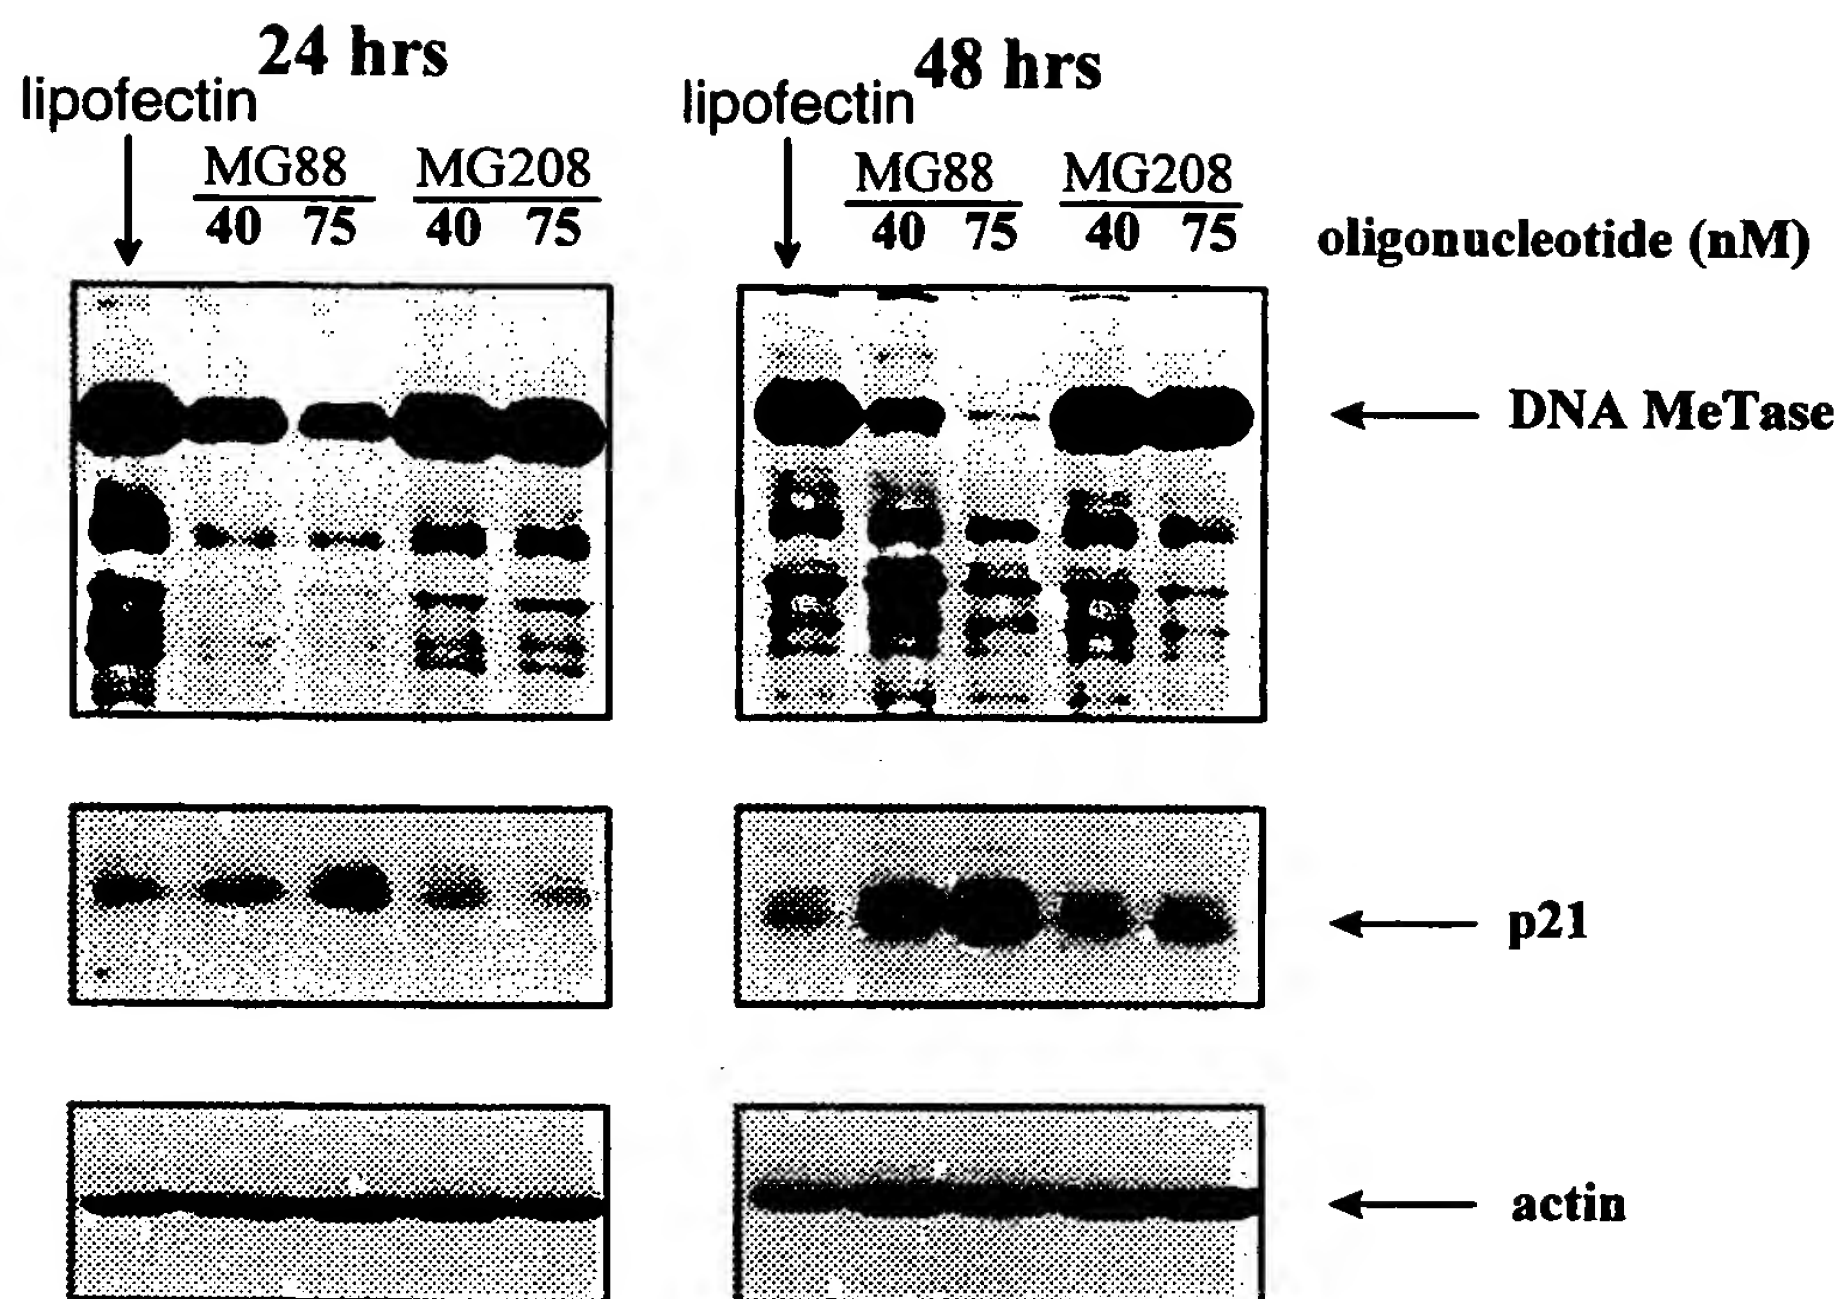 24 hrs 48 hrs
lipofectin lipofectin
MG88 MG208 MG88 MG208
40 75 40 75 40 75 40 75 oligonucleotide (nM)
DNA MeTase
p21
actin